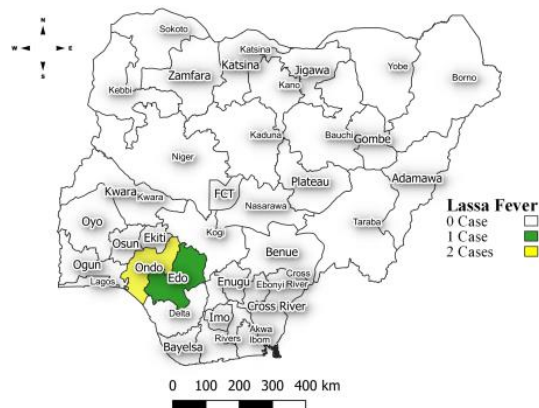 N
W E
S
Sokoto
Katsina
Zamfara
Katsina
Jigawa
Yobe
Borno
Kebbi
Kano
Kaduna
Bauchi
Gombe
Niger
Adamawa
Plateau
Kwara
Kwara
FCT
Nasarawa
Taraba
Oyo
Kogi
Ekiti
Osun
Benue
Ogun
Ondo
Edo
Lagos
Enugu
Ebonyi
Cross
River
Delta
Imo
Cross River
Bayelsa
Rivers
Akwa
Ibom
Lassa Fever
0 Case
1 Case
2 Cases
0 100 200 300 400 km